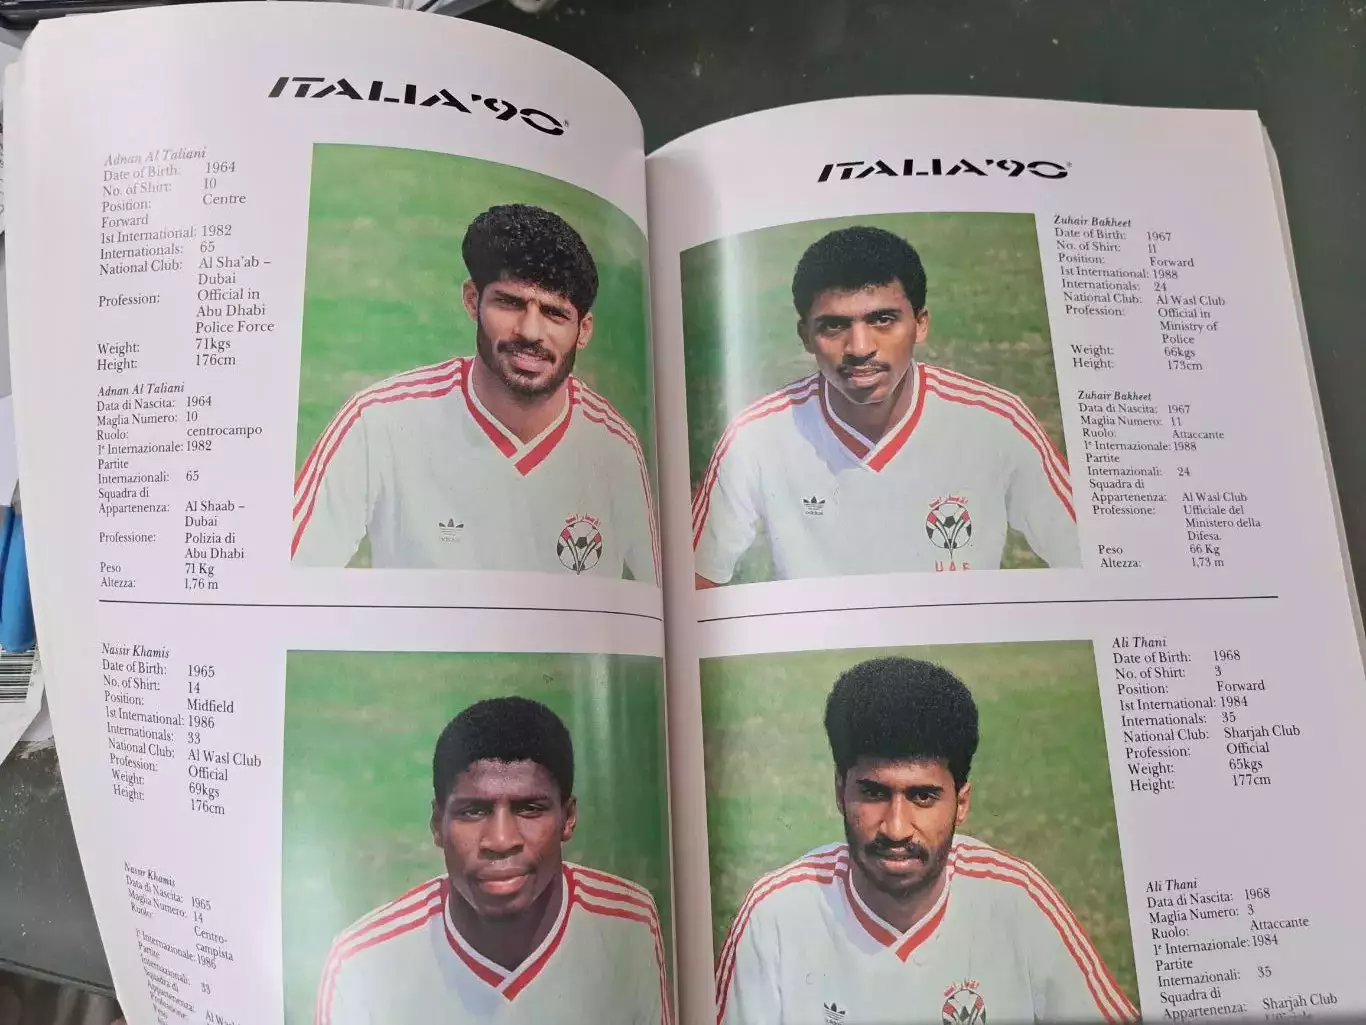 ITALIA'90
Adnan Al Taliani
Date of Birth: 1964
No. of Shirt: 10
Position: Centre
Forward
1st International: 1982
Internationals: 65
National Club: Al Sha'ab –
Dubai
Profession: Official in
Abu Dhabi
Police Force
Weight: 71kgs
Height: 176cm
Adnan Al Taliani
Data di Nascita: 1964
Maglia Numero: 10
Ruolo: centrocampo
1ª Internazionale: 1982
Partite
Internazionali: 65
Squadra di
Appartenenza: Al Shaab –
Dubai
Professione: Polizia di
Abu Dhabi
Peso 71 Kg
Altezza: 1,76 m
Nassir Khamis
Date of Birth: 1965
No. of Shirt: 14
Position: Midfield
1st International: 1986
Internationals: 33
National Club: Al Wasl Club
Profession: Official
Weight: 69kgs
Height: 176cm
Nassir Khamis
Data di Nascita: 1965
Maglia Numero: 14
Ruolo: Centro-
campista
1ª Internazionale: 1986
Partite
Internazionali: 33
Squadra di
Appartenenza: Al Wasl
Professione:
Peso
ITALIA'90
Zuhair Bakheet
Date of Birth: 1967
No. of Shirt: 11
Position: Forward
1st International: 1988
Internationals: 24
National Club: Al Wasl Club
Profession: Official in
Ministry of
Police
Weight: 66kgs
Height: 173cm
Zuhair Bakheet
Data di Nascita: 1967
Maglia Numero: 11
Ruolo: Attaccante
1ª Internazionale: 1988
Partite
Internazionali: 24
Squadra di
Appartenenza: Al Wasl Club
Professione: Ufficiale del
Ministero della
Difesa.
Peso 66 Kg
Altezza: 1,73 m
adidas
U.A.E
Ali Thani
Date of Birth: 1968
No. of Shirt: 3
Position: Forward
1st International: 1984
Internationals: 35
National Club: Sharjah Club
Profession: Official
Weight: 65kgs
Height: 177cm
Ali Thani
Data di Nascita: 1968
Maglia Numero: 3
Ruolo: Attaccante
1ª Internazionale: 1984
Partite
Internazionali: 35
Squadra di
Appartenenza: Sharjah Club